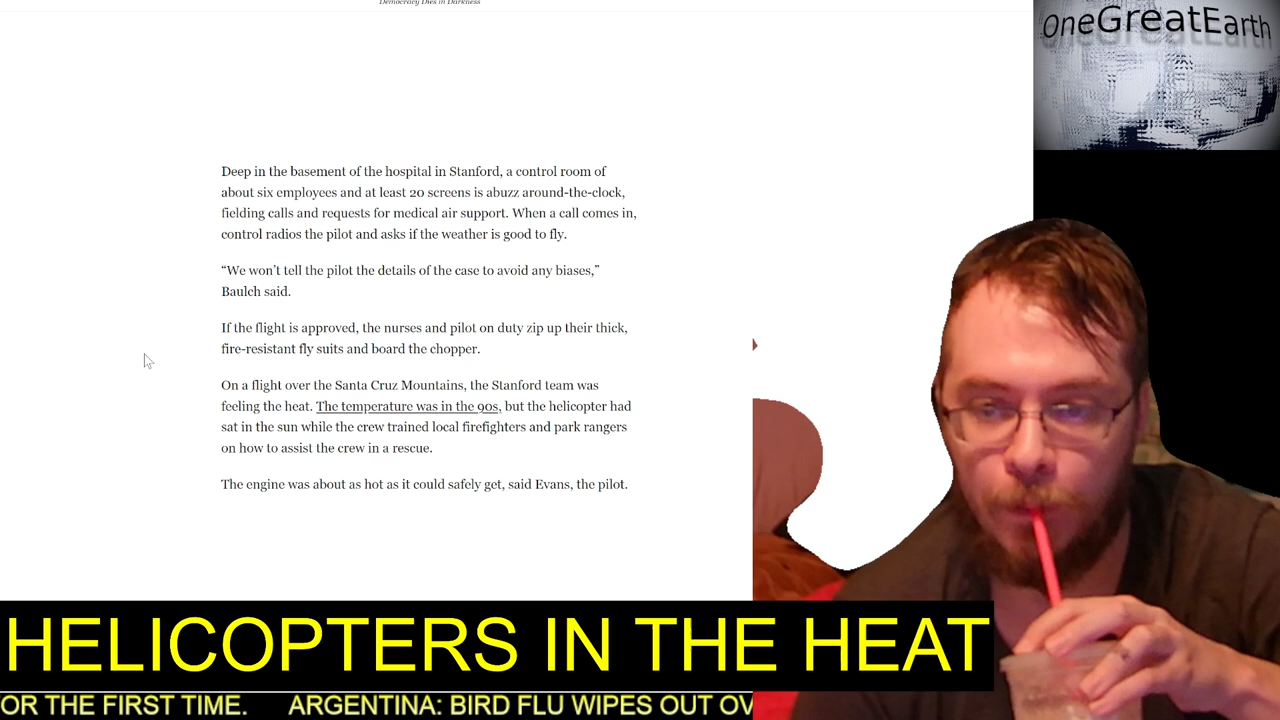 Democracy Dies in Darkness
OneGreatEarth
Deep in the basement of the hospital in Stanford, a control room of
about six employees and at least 20 screens is abuzz around-the-clock,
fielding calls and requests for medical air support. When a call comes in,
control radios the pilot and asks if the weather is good to fly.
“We won’t tell the pilot the details of the case to avoid any biases,”
Baulch said.
If the flight is approved, the nurses and pilot on duty zip up their thick,
fire-resistant fly suits and board the chopper.
On a flight over the Santa Cruz Mountains, the Stanford team was
feeling the heat. The temperature was in the 90s, but the helicopter had
sat in the sun while the crew trained local firefighters and park rangers
on how to assist the crew in a rescue.
The engine was about as hot as it could safely get, said Evans, the pilot.
HELICOPTERS IN THE HEAT
OR THE FIRST TIME. ARGENTINA: BIRD FLU WIPES OUT OV